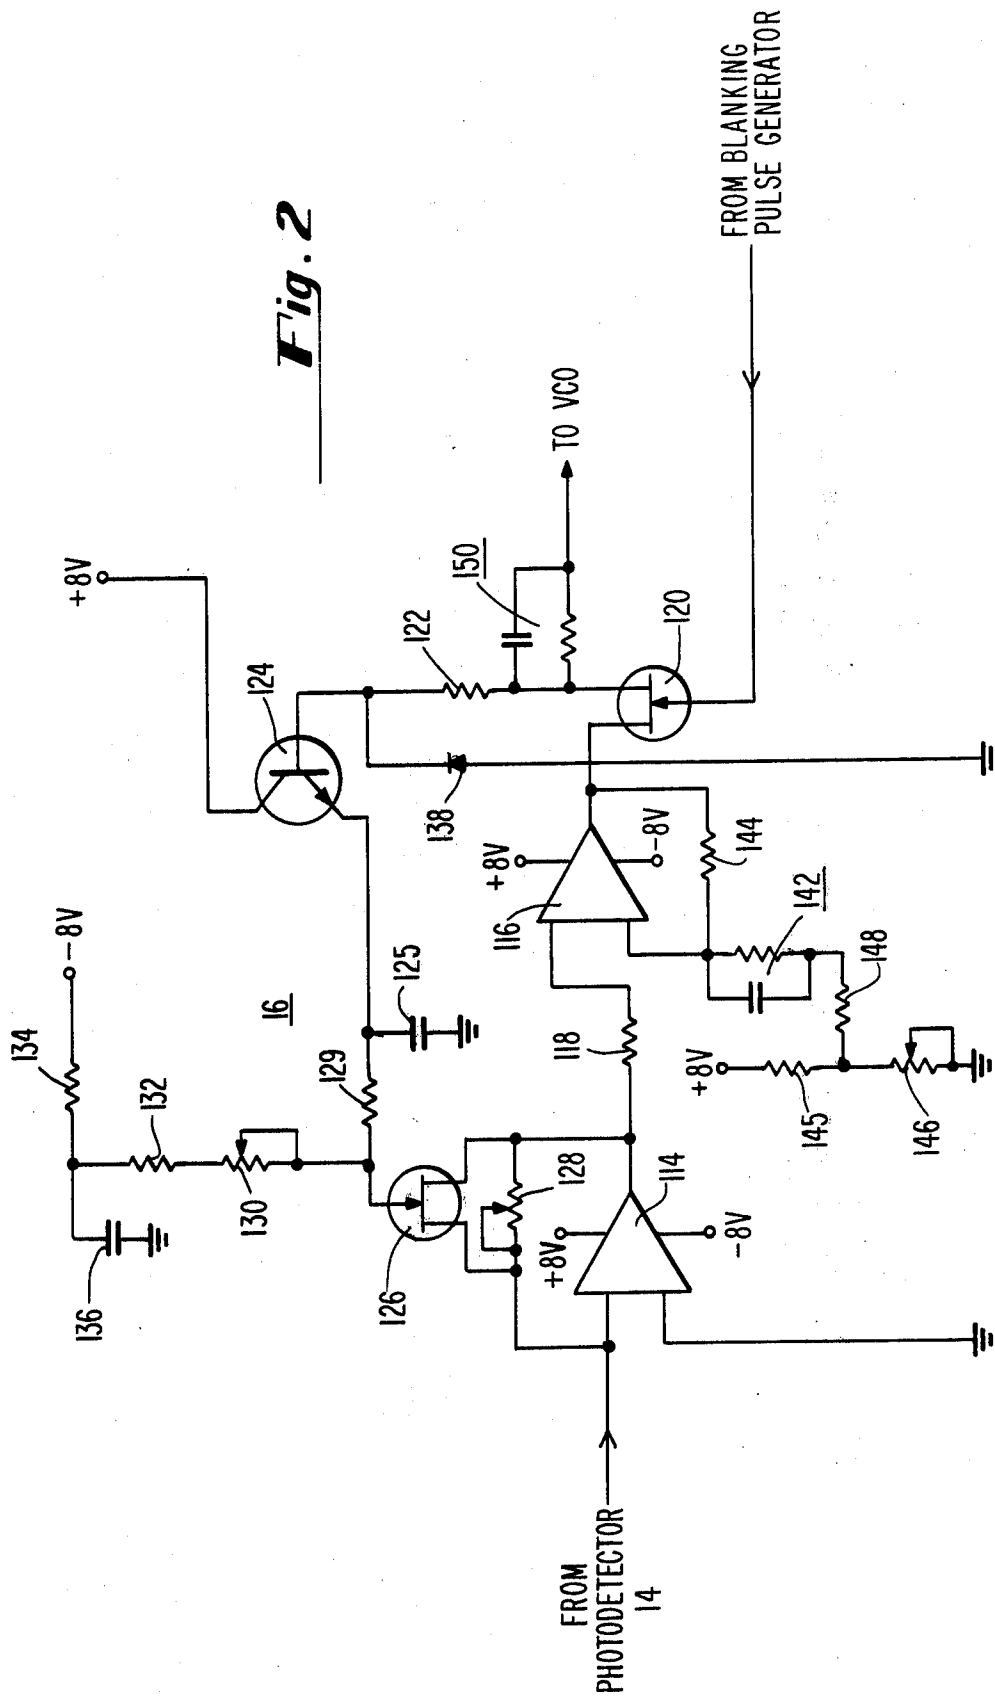 Fig. 2
+8V
-8V
134
124
16
132
136
130
129
125
138
122
150
TO VCO
126
128
+8V
114
-8V
118
116
+8V
-8V
120
144
142
148
+8V
145
146
FROM
PHOTODETECTOR
14
FROM BLANKING
PULSE GENERATOR